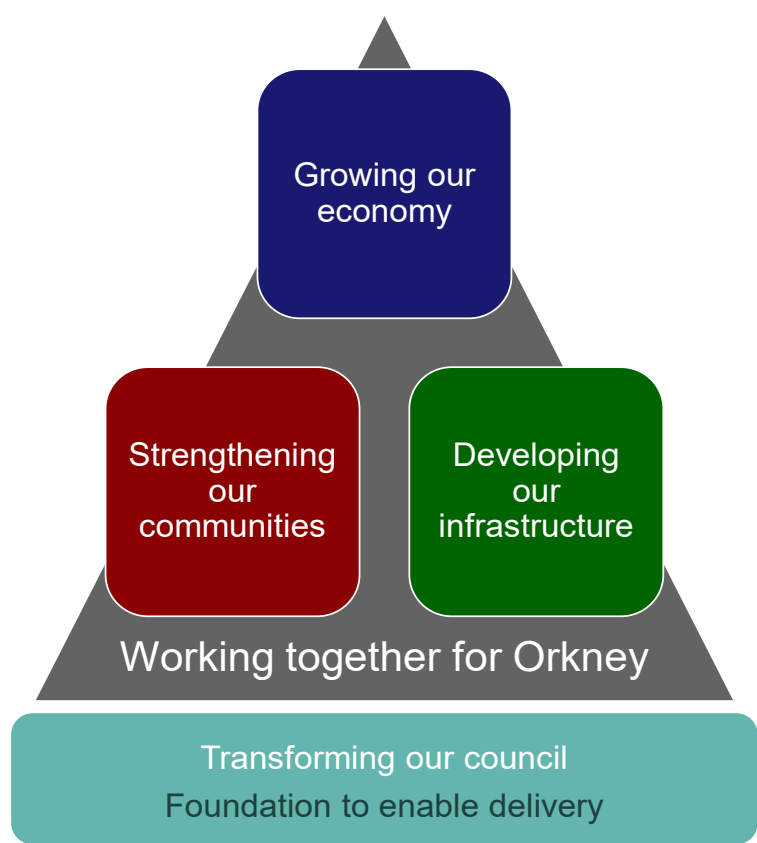 Growing our
economy
Strengthening
our
communities
Developing
our
infrastructure
Working together for Orkney
Transforming our council
Foundation to enable delivery